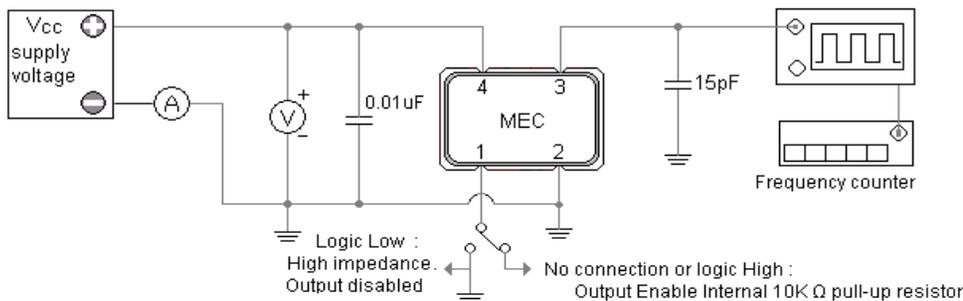 Vcc
supply
voltage
A
V
+
−
0.01uF
4 3
MEC
1 2
15pF
Frequency counter
Logic Low :
High impedance.
Output disabled
No connection or logic High :
Output Enable Internal 10K Ω pull-up resistor